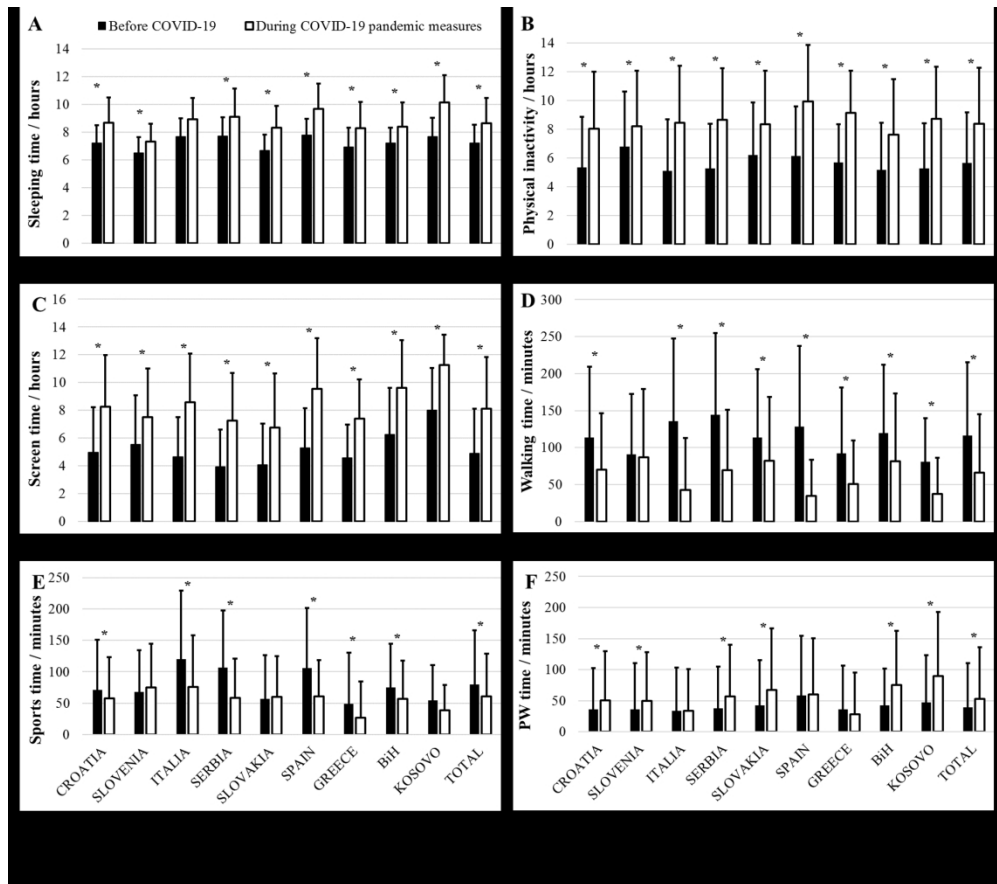 A
Before COVID-19
During COVID-19 pandemic measures
Sleeping time / hours
14
12
10
8
6
4
2
0
* * * * * * * * *
B
Physical inactivity / hours
14
12
10
8
6
4
2
0
* * * * * * * * * *
C
Screen time / hours
16
14
12
10
8
6
4
2
0
* * * * * * * * * *
D
Walking time / minutes
300
250
200
150
100
50
0
* * * * * * * * *
E
Sports time / minutes
250
200
150
100
50
0
* * * * * * *
CROATIA
SLOVENIA
ITALIA
SERBIA
SLOVAKIA
SPAIN
GREECE
BiH
KOSOVO
TOTAL
F
PW time / minutes
250
200
150
100
50
0
* * * * * * *
CROATIA
SLOVENIA
ITALIA
SERBIA
SLOVAKIA
SPAIN
GREECE
BiH
KOSOVO
TOTAL